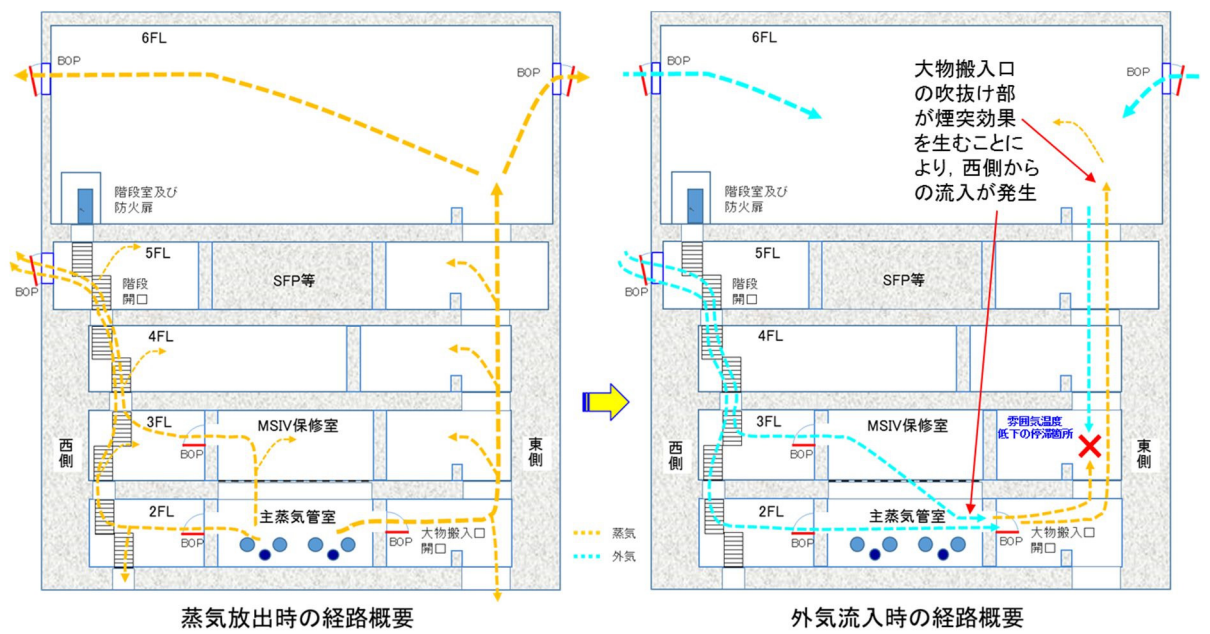 6FL
BOP
BOP
階段室及び
防火扉
5FL
BOP
階段
開口
SFP等
4FL
3FL
MSIV保修室
BOP
西
側
東
側
2FL
主蒸気管室
BOP
BOP
大物搬入口
開口
蒸気放出時の経路概要
蒸気
外気
6FL
BOP
BOP
大物搬入口
の吹抜け部
が煙突効果
を生むことに
より，西側から
の流入が発生
階段室及び
防火扉
5FL
BOP
階段
開口
SFP等
4FL
3FL
MSIV保修室
BOP
雰囲気温度
低下の停滞箇所
西
側
東
側
2FL
主蒸気管室
BOP
BOP
大物搬入口
開口
外気流入時の経路概要